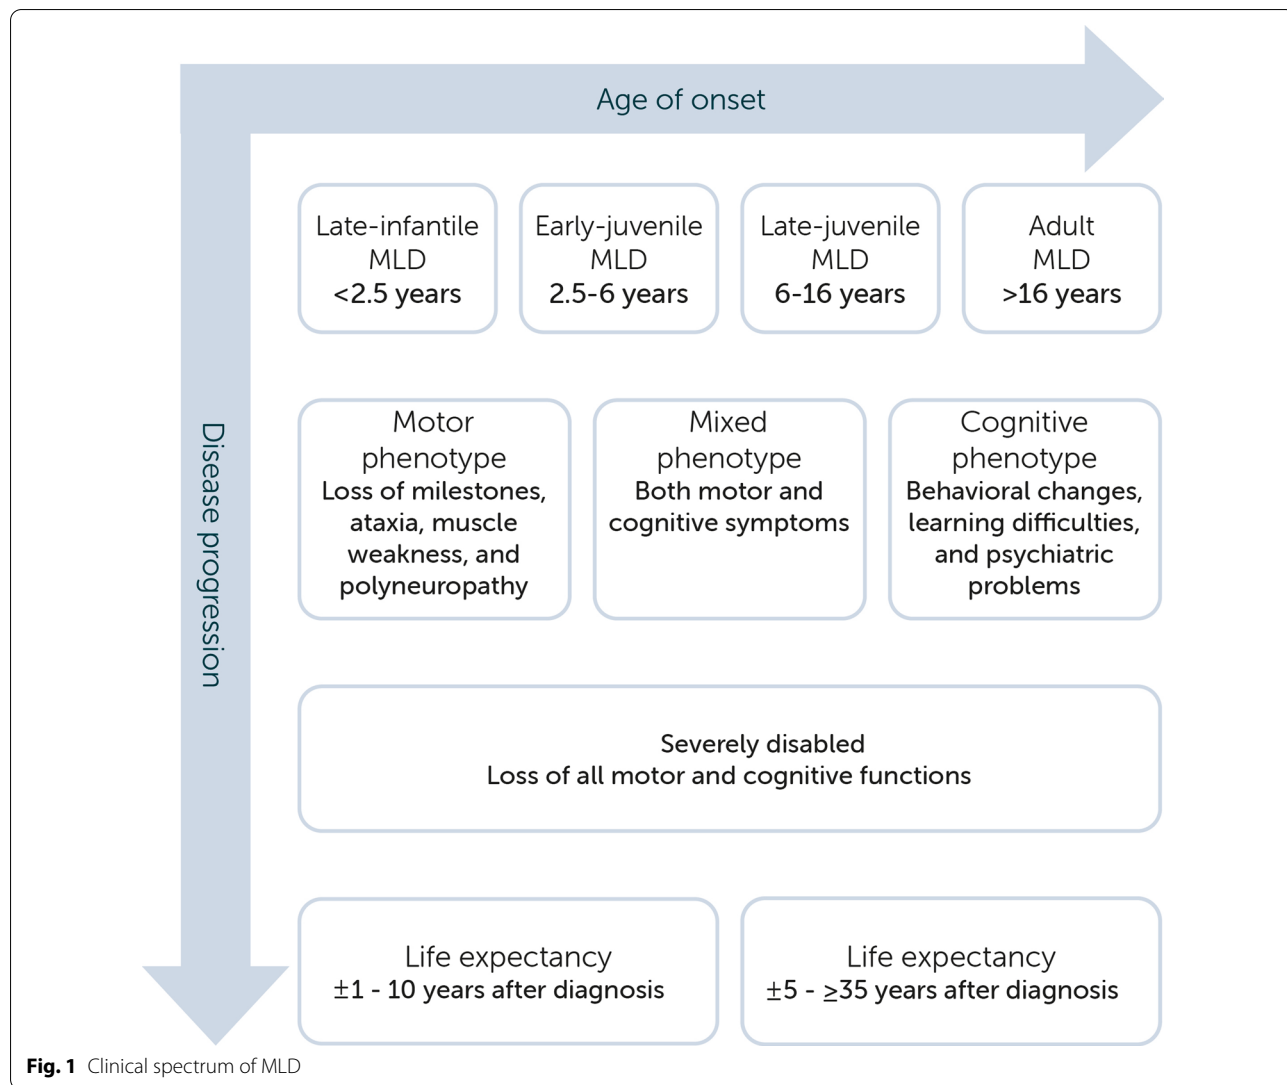 Age of onset
Late-infantile
MLD
<2.5 years
Early-juvenile
MLD
2.5-6 years
Late-juvenile
MLD
6-16 years
Adult
MLD
>16 years
Disease progression
Motor
phenotype
Loss of milestones,
ataxia, muscle
weakness, and
polyneuropathy
Mixed
phenotype
Both motor and
cognitive symptoms
Cognitive
phenotype
Behavioral changes,
learning difficulties,
and psychiatric
problems
Severely disabled
Loss of all motor and cognitive functions
Life expectancy
±1 - 10 years after diagnosis
Life expectancy
±5 - ≥35 years after diagnosis
Fig. 1 Clinical spectrum of MLD